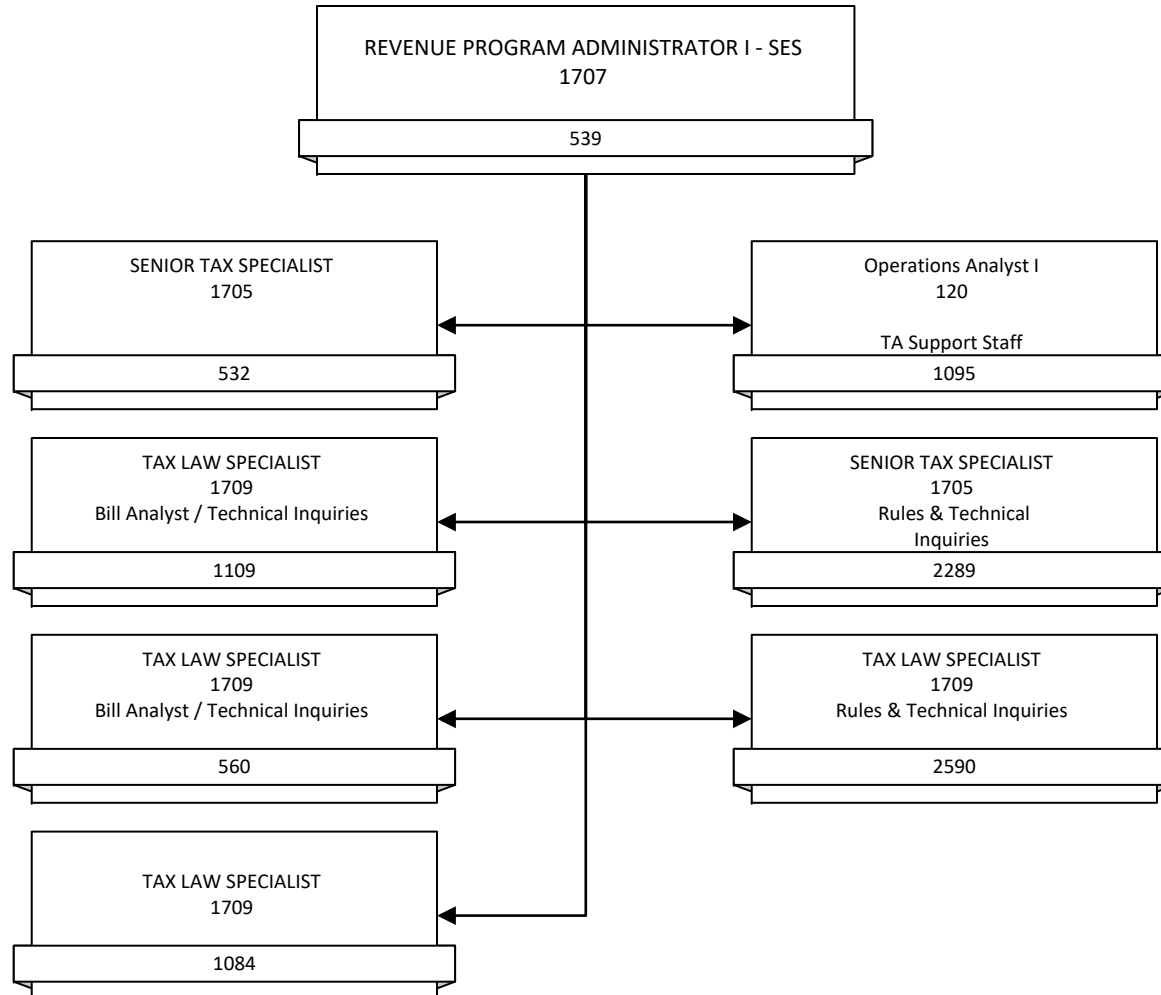 REVENUE PROGRAM ADMINISTRATOR I - SES
1707
539
SENIOR TAX SPECIALIST
1705
532
Operations Analyst I
120
TA Support Staff
1095
TAX LAW SPECIALIST
1709
Bill Analyst / Technical Inquiries
1109
SENIOR TAX SPECIALIST
1705
Rules & Technical
Inquiries
2289
TAX LAW SPECIALIST
1709
Bill Analyst / Technical Inquiries
560
TAX LAW SPECIALIST
1709
Rules & Technical Inquiries
2590
TAX LAW SPECIALIST
1709
1084